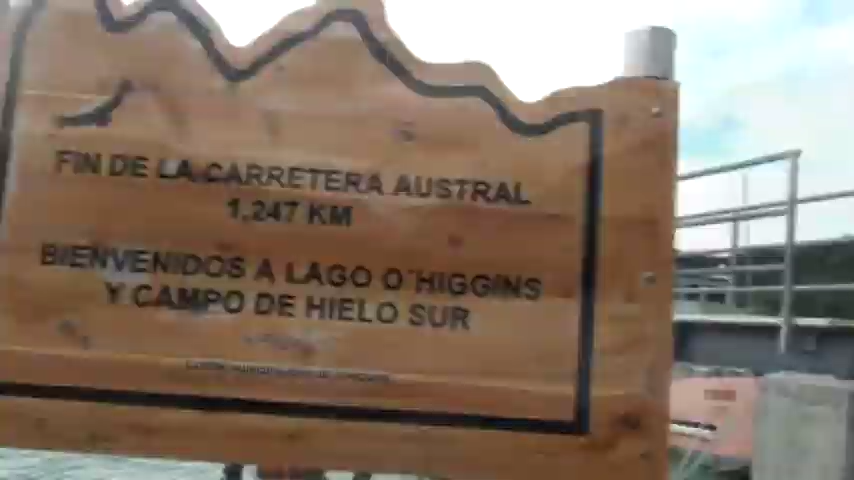 FIN DE LA CARRETERA AUSTRAL
1.247 KM
BIENVENIDOS A LAGO O´HIGGINS
Y CAMPO DE HIELO SUR